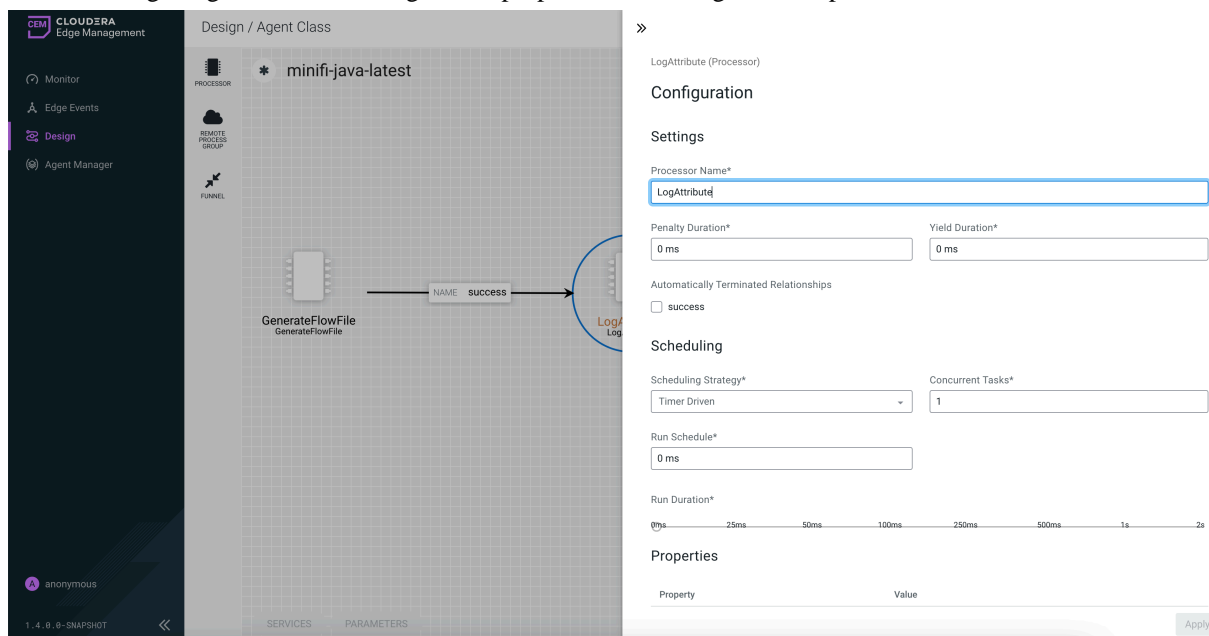 CEM CLOUDERA
Edge Management
Monitor
Edge Events
Design
Agent Manager
A anonymous
1.4.0.0-SNAPSHOT
Design / Agent Class
PROCESSOR
REMOTE
PROCESS
GROUP
FUNNEL
* minifi-java-latest
GenerateFlowFile
GenerateFlowFile
NAME success
SERVICES PARAMETERS
LogAttribute (Processor)
Configuration
Settings
Processor Name*
LogAttribute
Penalty Duration* Yield Duration*
0 ms 0 ms
Automatically Terminated Relationships
success
Scheduling
Scheduling Strategy* Concurrent Tasks*
Timer Driven 1
Run Schedule*
0 ms
Run Duration*
0ms 25ms 50ms 100ms 250ms 500ms 1s 2s
Properties
Property Value
Apply